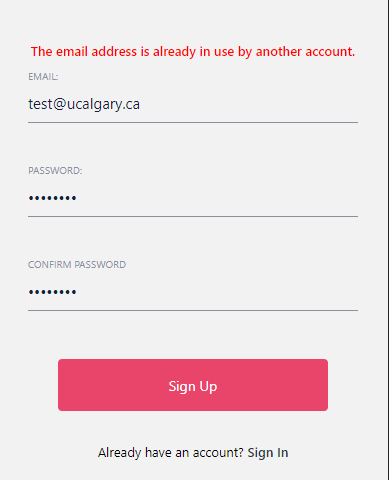 The email address is already in use by another account.
EMAIL:
test@ucalgary.ca
PASSWORD:
••••••••
CONFIRM PASSWORD
••••••••
Sign Up
Already have an account? Sign In